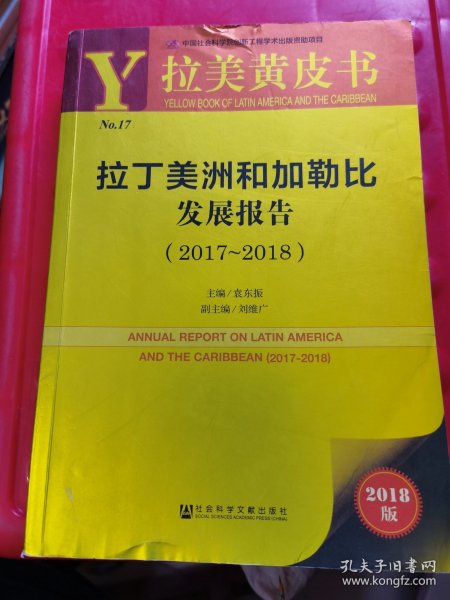 中国社会科学院创新工程学术出版资助项目
Y 拉美黄皮书
YELLOW BOOK OF LATIN AMERICA AND THE CARIBBEAN
No.17
拉丁美洲和加勒比
发展报告
（2017~2018）
主编/袁东振
副主编/刘维广
ANNUAL REPORT ON LATIN AMERICA
AND THE CARIBBEAN (2017-2018)
2018
版
社会科学文献出版社
SOCIAL SCIENCES ACADEMIC PRESS (CHINA)
孔夫子旧书网
www.kongfz.com